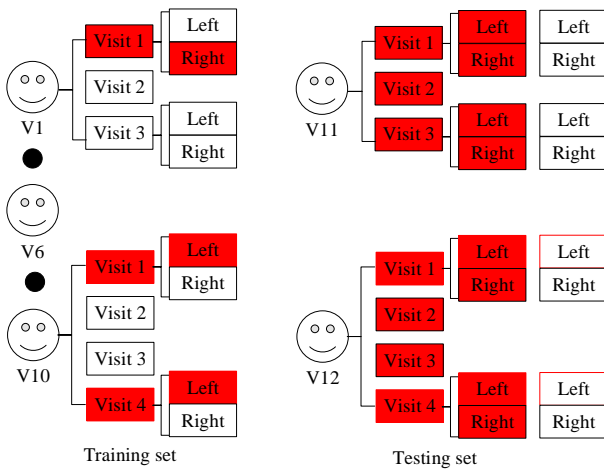 Visit 1
Left
Right
Visit 2
Visit 3
Left
Right
V1
V6
Visit 1
Left
Right
Visit 2
Visit 3
Visit 4
Left
Right
V10
Training set
Visit 1
Left
Right
Left
Right
Visit 2
Visit 3
Left
Right
Left
Right
V11
Visit 1
Left
Right
Left
Right
Visit 2
Visit 3
Visit 4
Left
Right
Left
Right
V12
Testing set